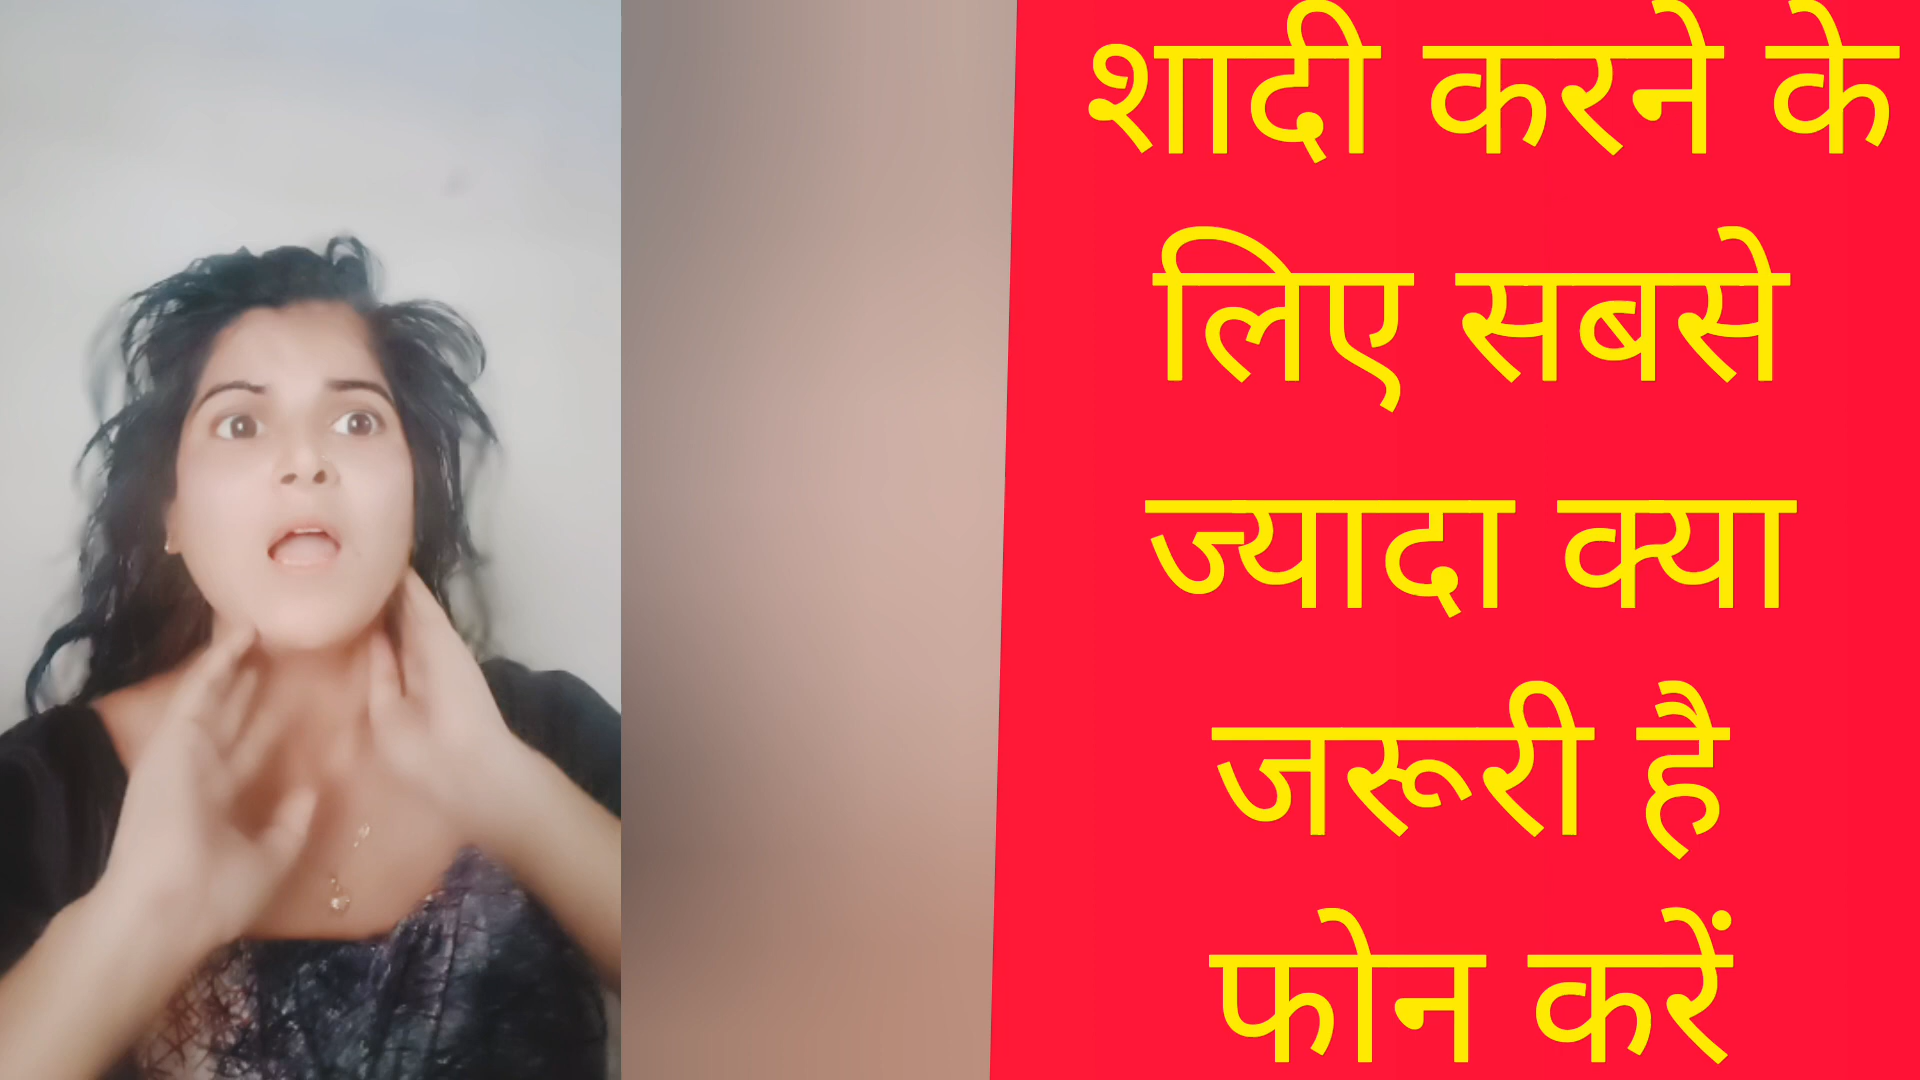 शादी करने के
लिए सबसे
ज्यादा क्या
जरूरी है
फोन करें